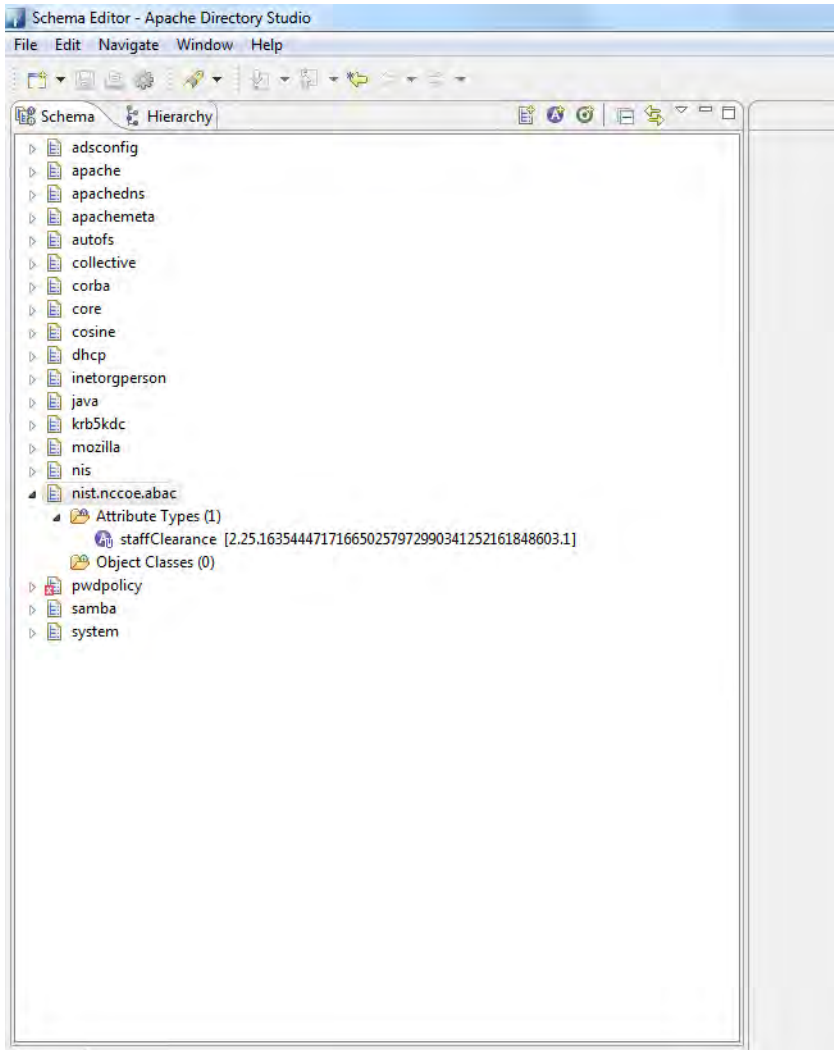 Schema Editor - Apache Directory Studio
File Edit Navigate Window Help
Schema Hierarchy
adsconfig
apache
apachedns
apachemeta
autofs
collective
corba
core
cosine
dhcp
inetorgperson
java
krb5kdc
mozilla
nis
nist.nccoe.abac
Attribute Types (1)
staffClearance [2.25.163544471716650257972990341252161848603.1]
Object Classes (0)
pwdpolicy
samba
system